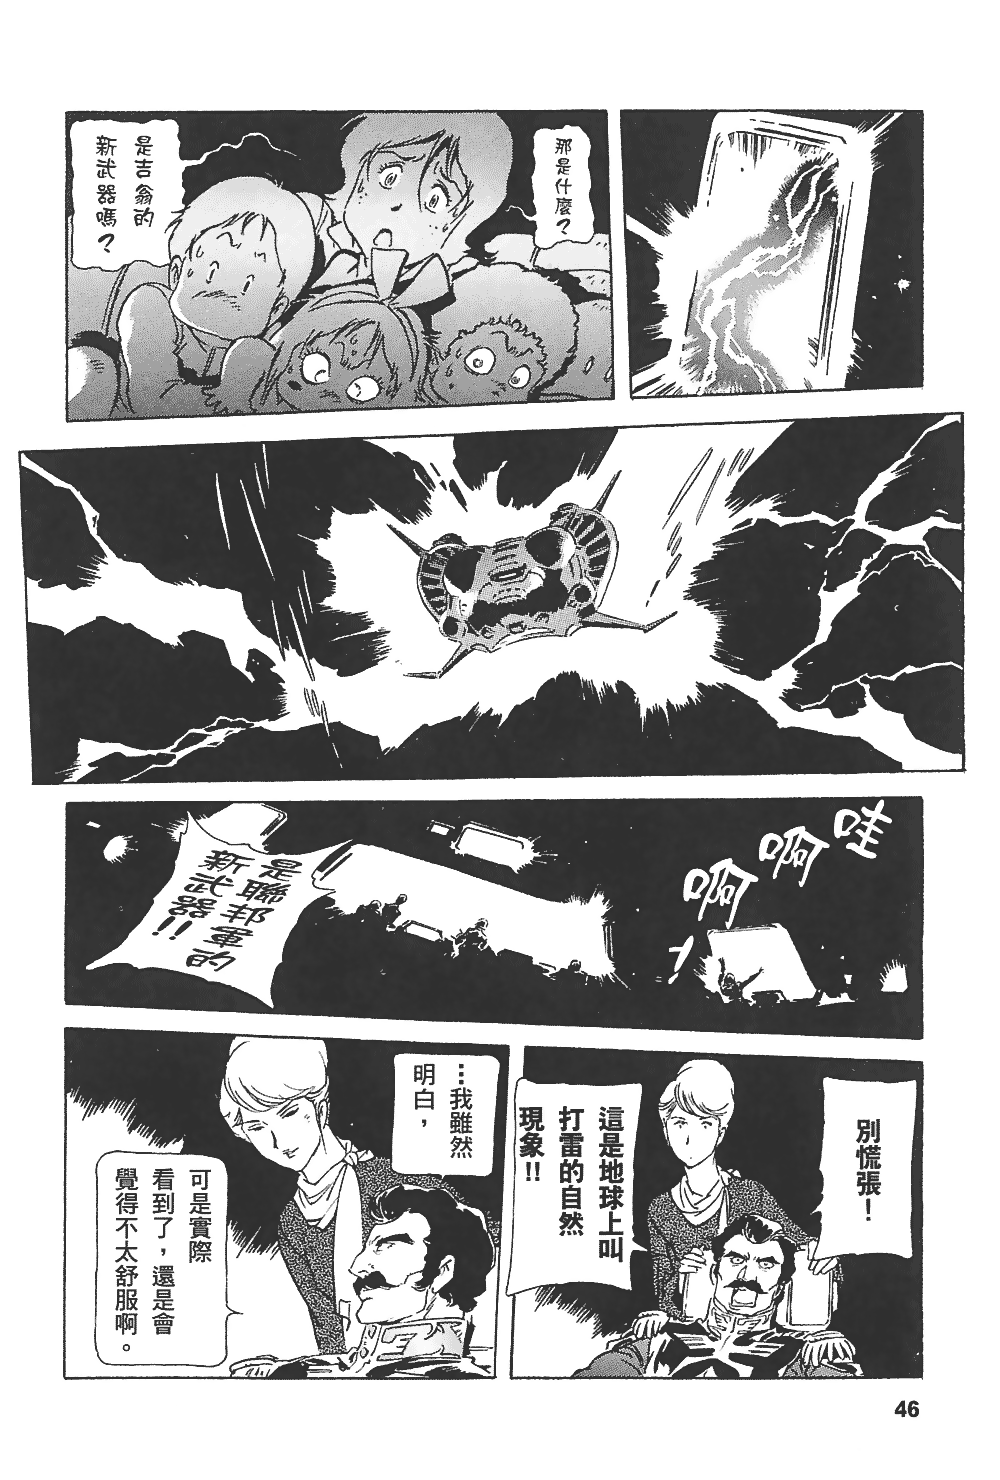 那是什麼？
是吉翁的
新武器嗎？
哇
啊
啊
是聯邦軍的
新武器!!
別慌張！
這是地球上叫
打雷的自然
現象!!
…我雖然
明白，
可是實際
看到了，還是會
覺得不太舒服啊。
46